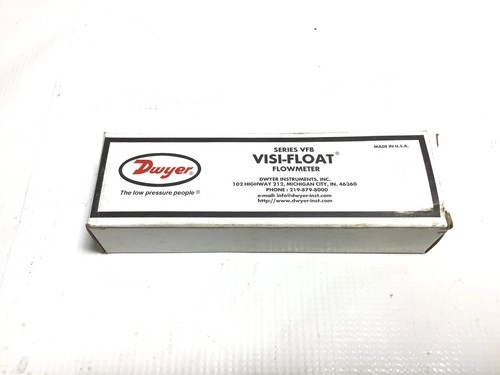 Dwyer
The low pressure people®
SERIES VFB
VISI-FLOAT®
FLOWMETER
DWYER INSTRUMENTS, INC.
102 HIGHWAY 212, MICHIGAN CITY, IN. 46360
PHONE : 219-879-8000
e-mail: info@dwyer-inst.com
http://www.dwyer-inst.com
MADE IN U.S.A.